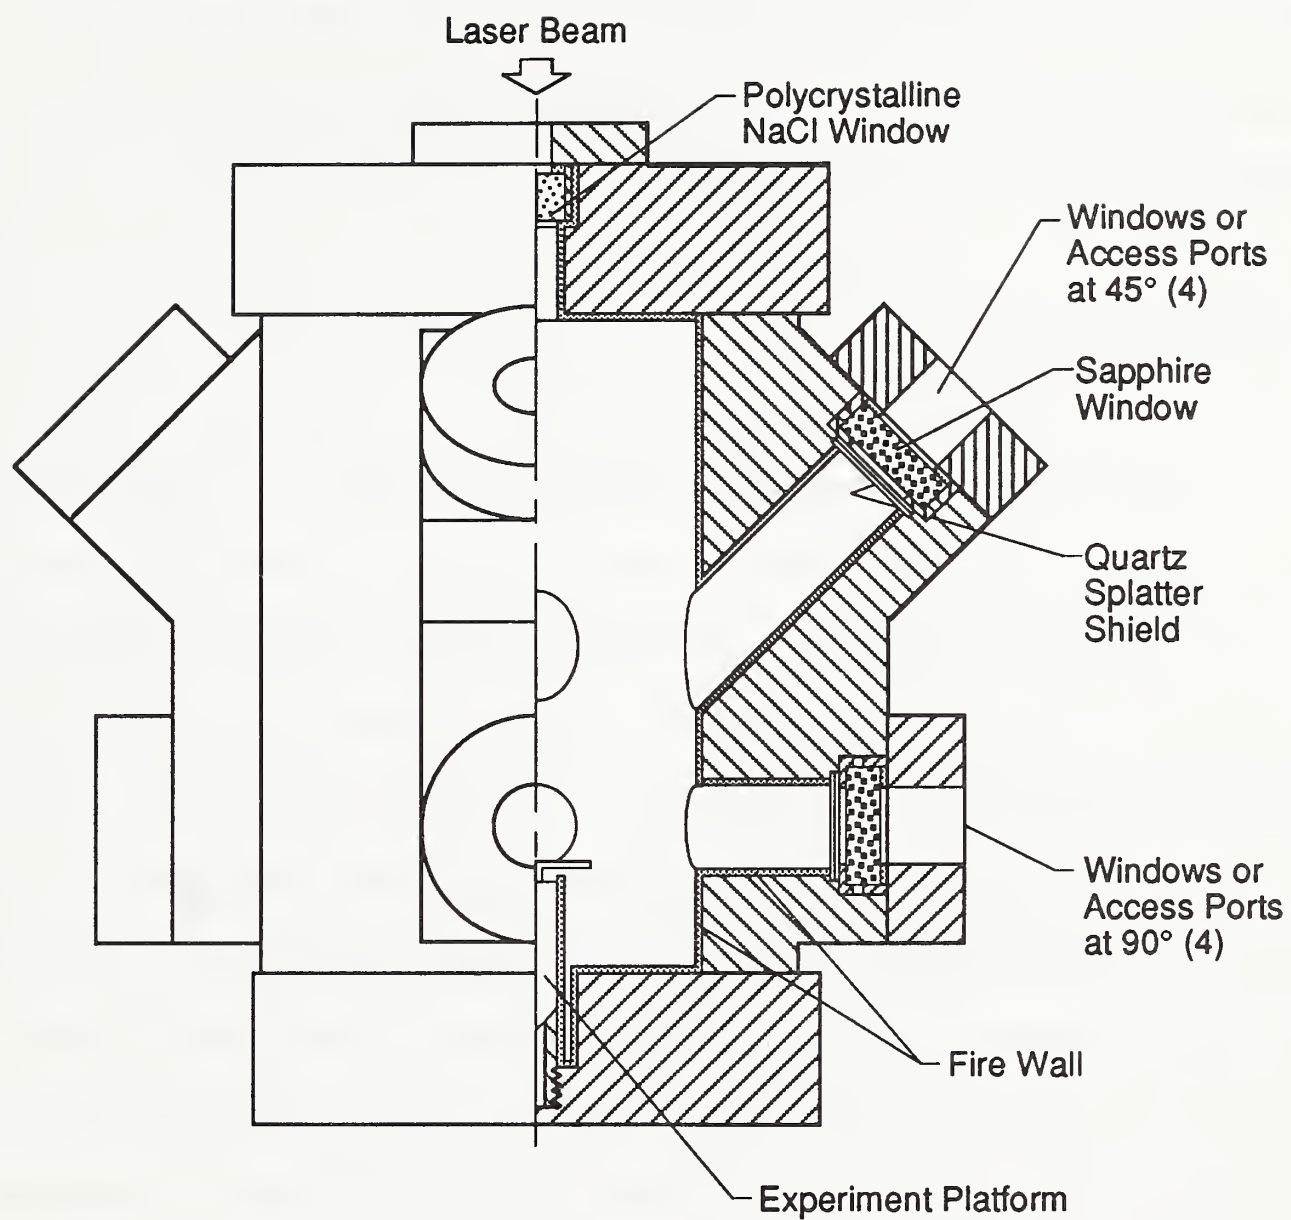 Laser Beam
Polycrystalline
NaCl Window
Windows or
Access Ports
at 45° (4)
Sapphire
Window
Quartz
Splatter
Shield
Windows or
Access Ports
at 90° (4)
Fire Wall
Experiment Platform